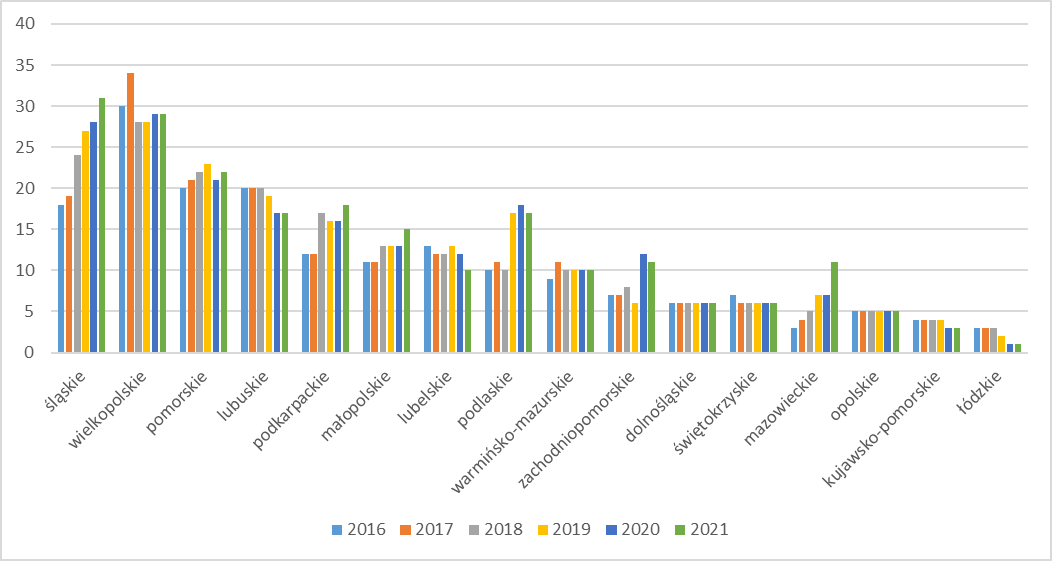 40
35
30
25
20
15
10
5
0
śląskie
wielkopolskie
pomorskie
lubuskie
podkarpackie
małopolskie
lubelskie
podlaskie
warmińsko-mazurskie
zachodniopomorskie
dolnośląskie
świętokrzyskie
mazowieckie
opolskie
kujawsko-pomorskie
łódzkie
2016 2017 2018 2019 2020 2021